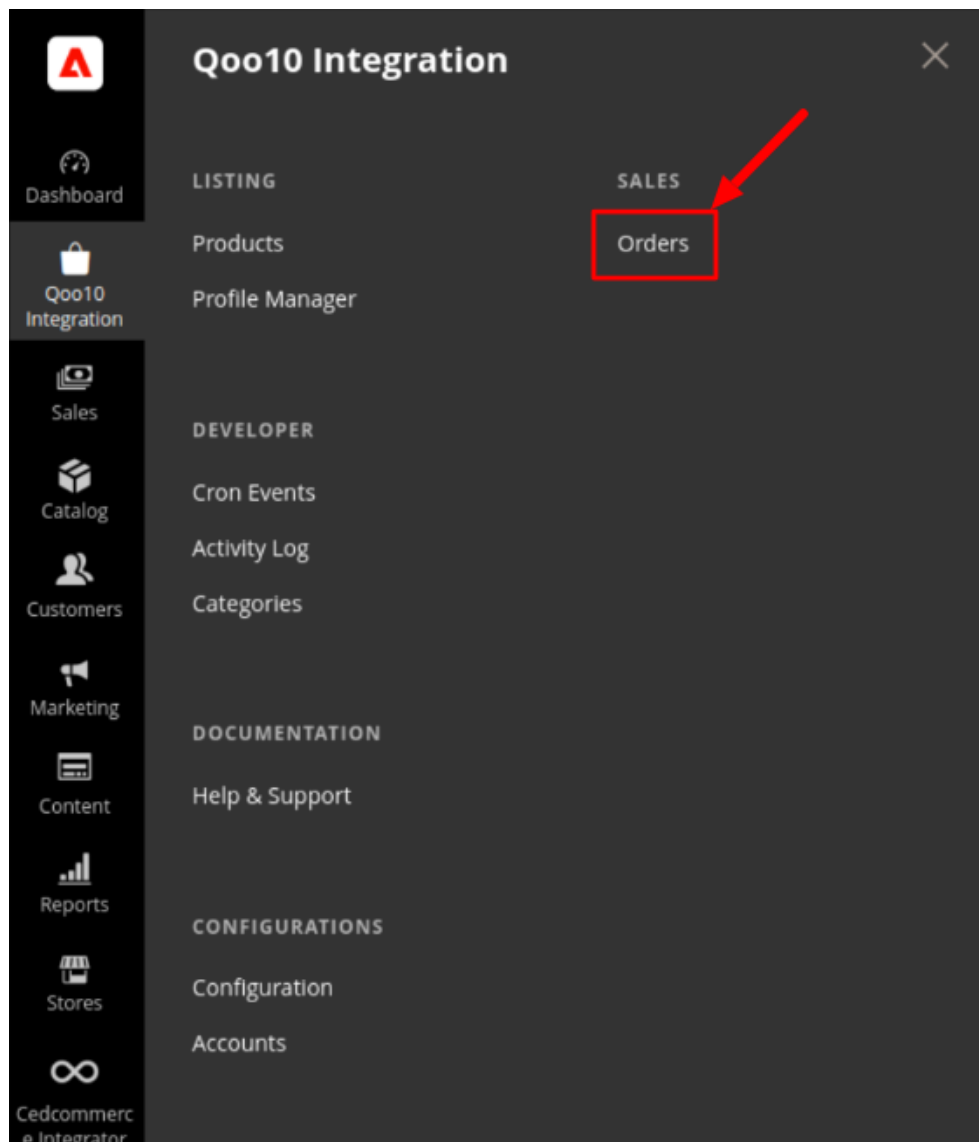 Qoo10 Integration
Dashboard
Qoo10
Integration
Sales
Catalog
Customers
Marketing
Content
Reports
Stores
Cedcommerc
e Integrator
LISTING
Products
Profile Manager
SALES
Orders
DEVELOPER
Cron Events
Activity Log
Categories
DOCUMENTATION
Help & Support
CONFIGURATIONS
Configuration
Accounts